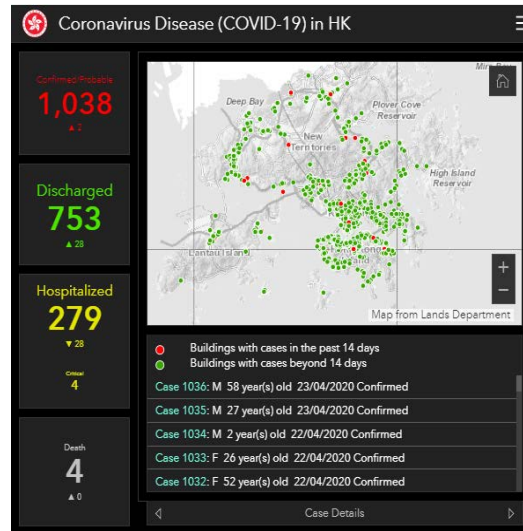 Coronavirus Disease (COVID-19) in HK
Confirmed/Probable
1,038
▲ 2
Discharged
753
▲ 28
Hospitalized
279
▼ 28
Critical
4
Death
4
▲ 0
Deep Bay
Plover Cove
Reservoir
New
Territories
High Island
Reservoir
Lantau Island
+
−
Map from Lands Department
Buildings with cases in the past 14 days
Buildings with cases beyond 14 days
Case 1036: M 58 year(s) old 23/04/2020 Confirmed
Case 1035: M 27 year(s) old 23/04/2020 Confirmed
Case 1034: M 2 year(s) old 22/04/2020 Confirmed
Case 1033: F 26 year(s) old 22/04/2020 Confirmed
Case 1032: F 52 year(s) old 22/04/2020 Confirmed
Case Details